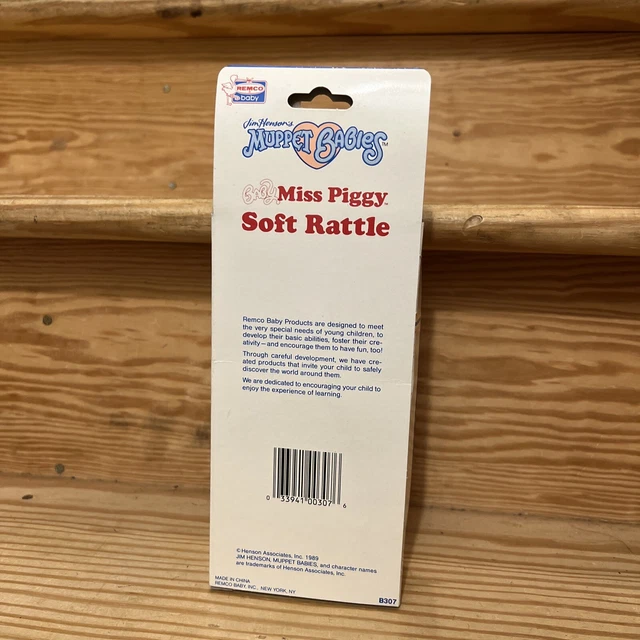 REMCO
baby
Jim Henson's
MUPPET BABIES™
BABY Miss Piggy™
Soft Rattle
Remco Baby Products are designed to meet
the very special needs of young children, to
develop their basic abilities, foster their cre-
ativity—and encourage them to have fun, too!
Through careful development, we have cre-
ated products that invite your child to safely
discover the world around them.
We are dedicated to encouraging your child to
enjoy the experience of learning.
0 33941 00307 6
© Henson Associates, Inc. 1989
JIM HENSON, MUPPET BABIES, and character names
are trademarks of Henson Associates, Inc.
MADE IN CHINA
REMCO BABY, INC., NEW YORK, NY
B307